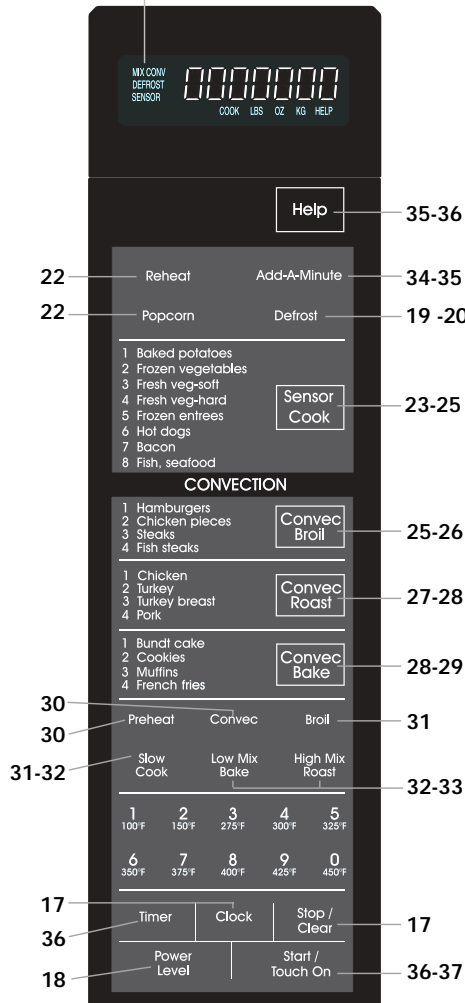 MIX CONV
DEFROST
SENSOR
0000000
COOK LBS OZ KG HELP
Help 35-36
22 Reheat Add-A-Minute 34-35
22 Popcorn Defrost 19 -20
1 Baked potatoes
2 Frozen vegetables
3 Fresh veg-soft
4 Fresh veg-hard
5 Frozen entrees
6 Hot dogs
7 Bacon
8 Fish, seafood
Sensor
Cook
23-25
CONVECTION
1 Hamburgers
2 Chicken pieces
3 Steaks
4 Fish steaks
Convec
Broil
25-26
1 Chicken
2 Turkey
3 Turkey breast
4 Pork
Convec
Roast
27-28
1 Bundt cake
2 Cookies
3 Muffins
4 French fries
Convec
Bake
28-29
30
30 Preheat Convec Broil 31
31-32
Slow
Cook
Low Mix
Bake
High Mix
Roast
32-33
1 2 3 4 5
100°F 150°F 275°F 300°F 325°F
6 7 8 9 0
350°F 375°F 400°F 425°F 450°F
17
36 Timer Clock
Stop /
Clear
17
18
Power
Level
Start /
Touch On
36-37